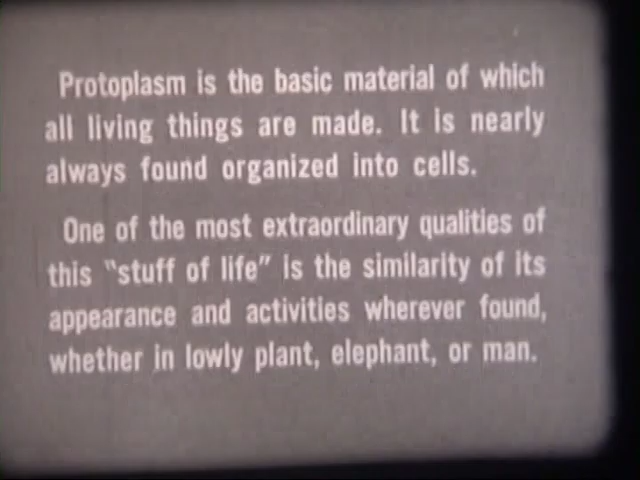 Protoplasm is the basic material of which
all living things are made. It is nearly
always found organized into cells.
One of the most extraordinary qualities of
this "stuff of life" is the similarity of its
appearance and activities wherever found,
whether in lowly plant, elephant, or man.